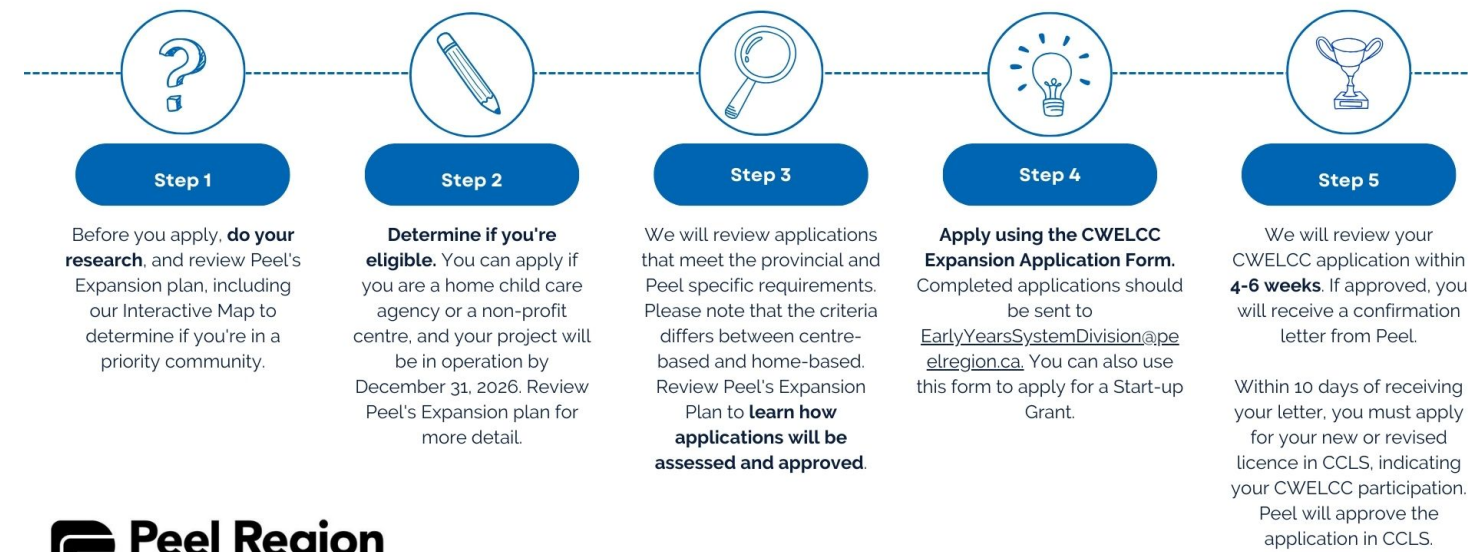 Step 1
Before you apply, do your
research, and review Peel's
Expansion plan, including
our Interactive Map to
determine if you're in a
priority community.
Step 2
Determine if you're
eligible. You can apply if
you are a home child care
agency or a non-profit
centre, and your project will
be in operation by
December 31, 2026. Review
Peel's Expansion plan for
more detail.
Step 3
We will review applications
that meet the provincial and
Peel specific requirements.
Please note that the criteria
differs between centre-
based and home-based.
Review Peel's Expansion
Plan to learn how
applications will be
assessed and approved.
Step 4
Apply using the CWELCC
Expansion Application Form.
Completed applications should
be sent to
EarlyYearsSystemDivision@pe
elregion.ca. You can also use
this form to apply for a Start-up
Grant.
Step 5
We will review your
CWELCC application within
4-6 weeks. If approved, you
will receive a confirmation
letter from Peel.
Within 10 days of receiving
your letter, you must apply
for your new or revised
licence in CCLS, indicating
your CWELCC participation.
Peel will approve the
application in CCLS.
Peel Region